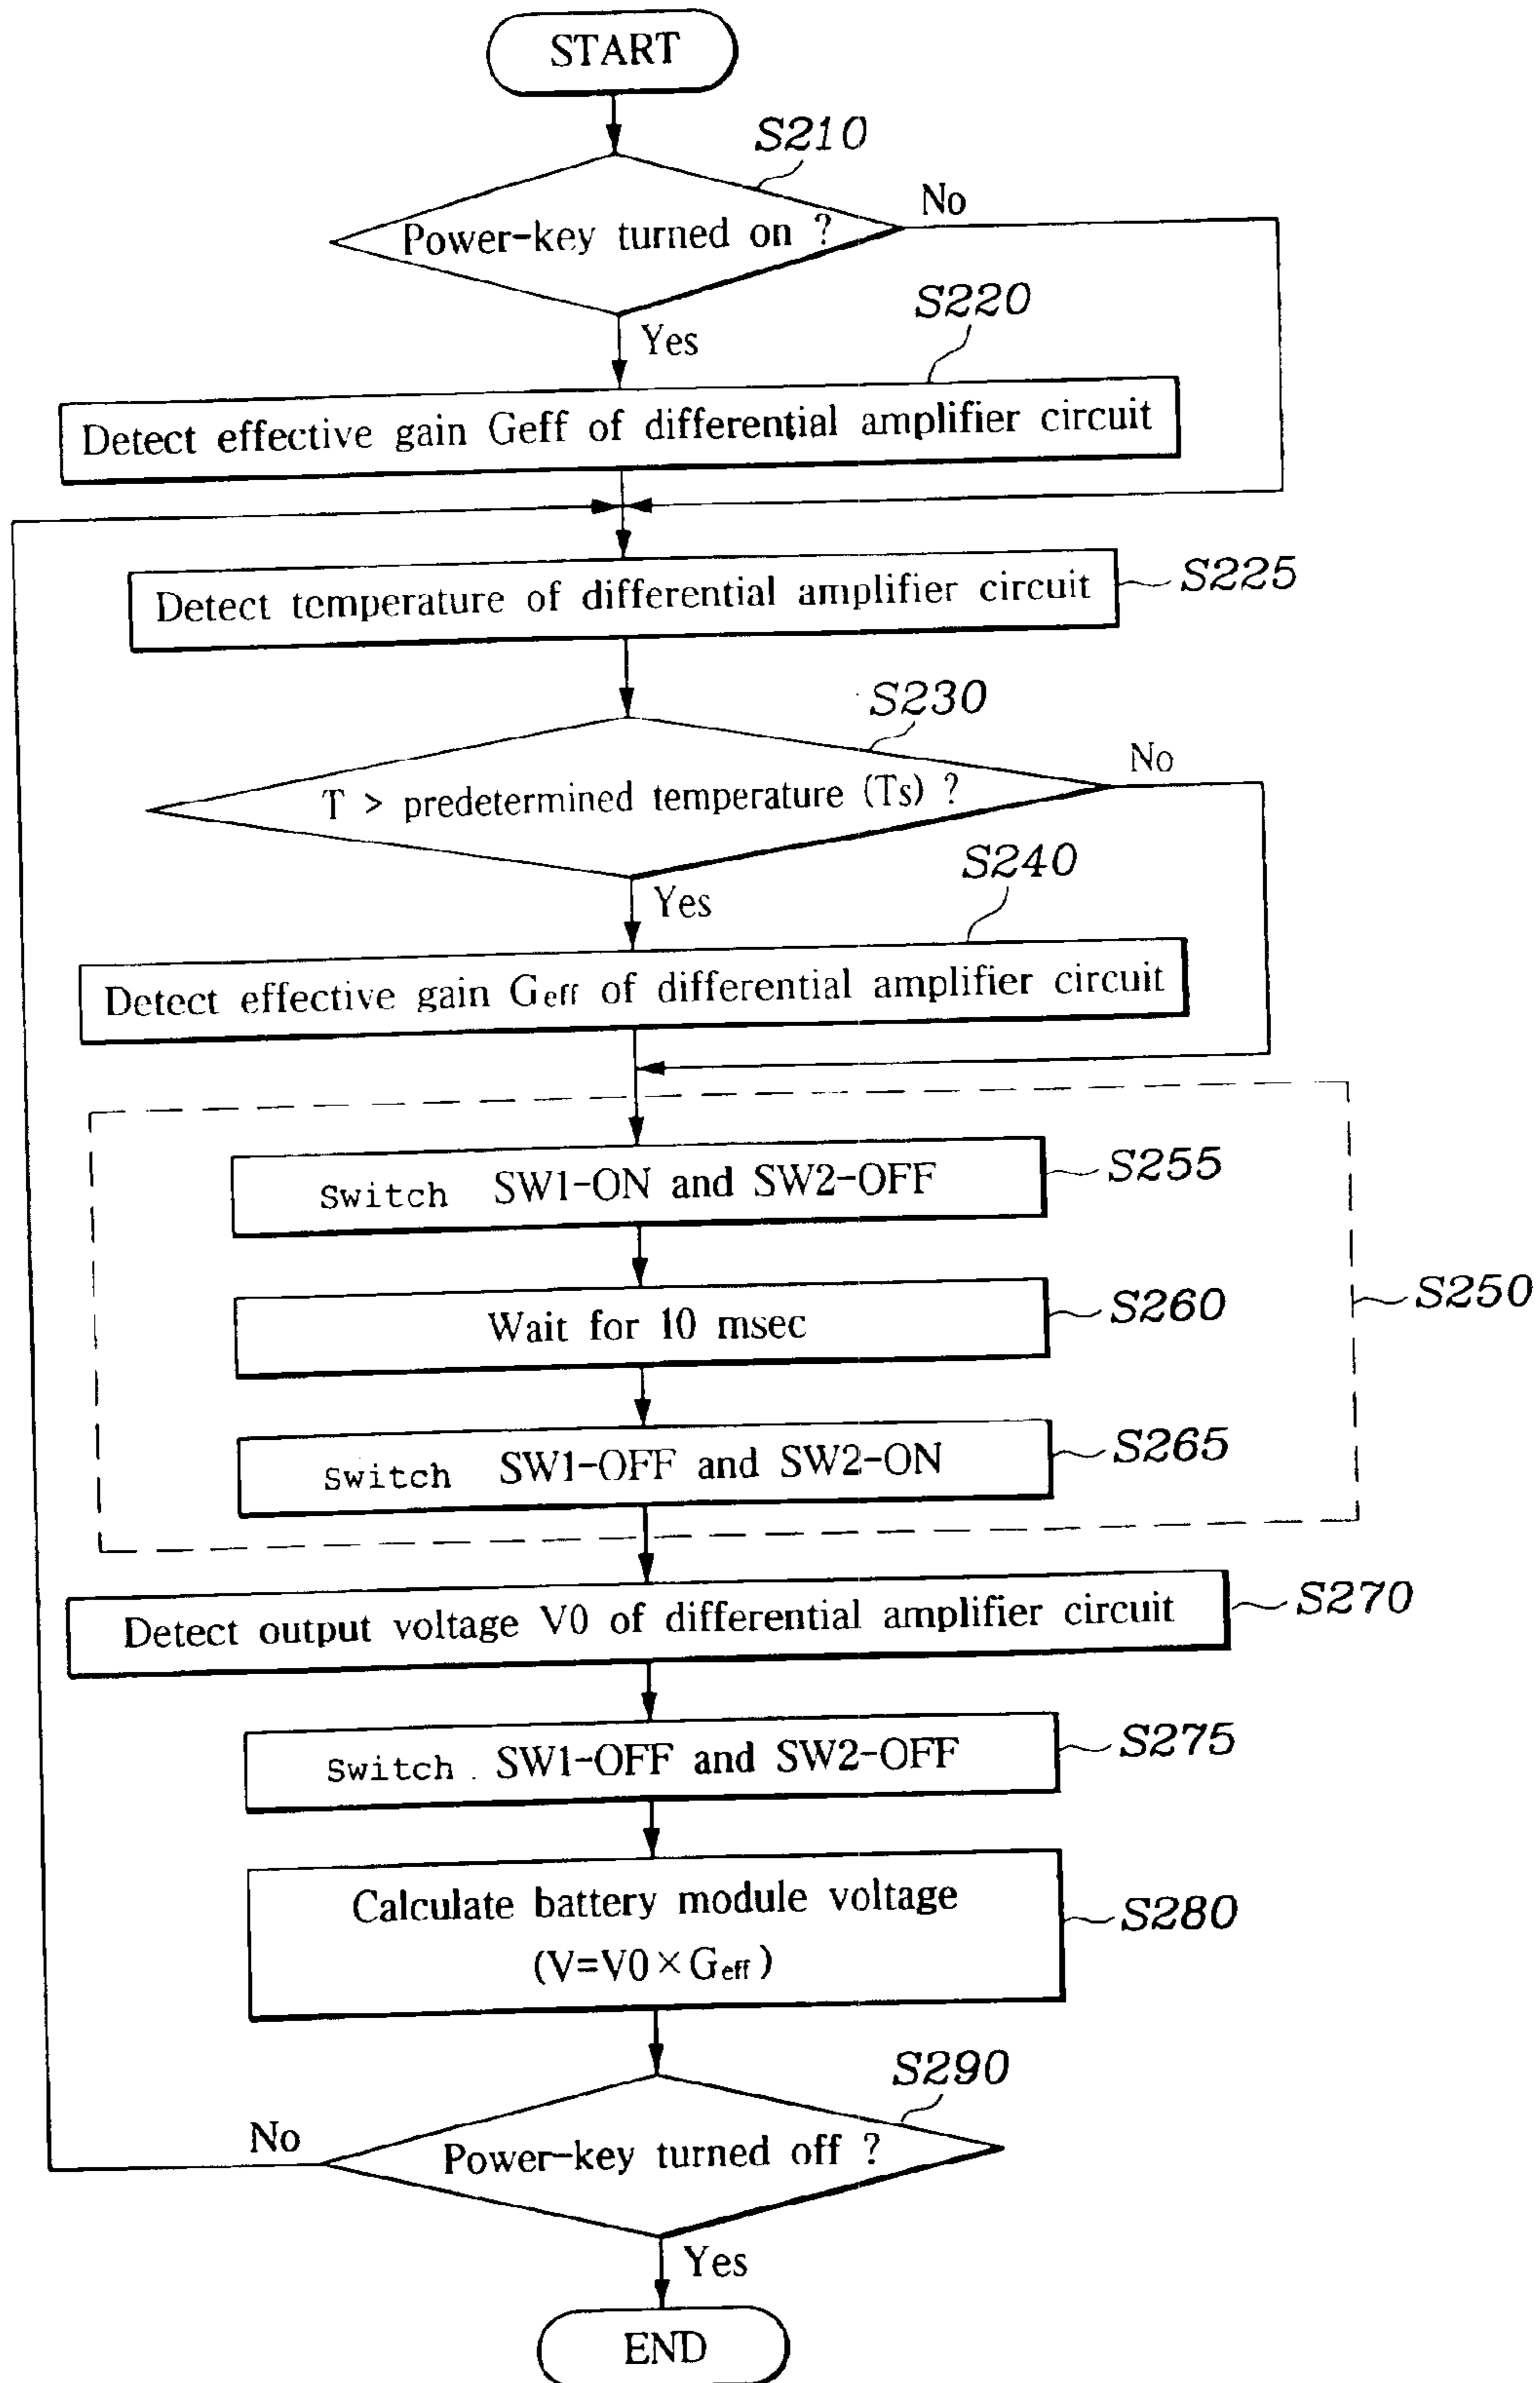 START
S210
Power-key turned on ?
No
Yes
S220
Detect effective gain Geff of differential amplifier circuit
Detect temperature of differential amplifier circuit
S225
S230
T > predetermined temperature (Ts) ?
No
Yes
S240
Detect effective gain Geff of differential amplifier circuit
Switch SW1-ON and SW2-OFF
S255
Wait for 10 msec
S260
S250
Switch SW1-OFF and SW2-ON
S265
Detect output voltage V0 of differential amplifier circuit
S270
Switch SW1-OFF and SW2-OFF
S275
Calculate battery module voltage
(V=V0×Geff)
S280
S290
Power-key turned off ?
No
Yes
END